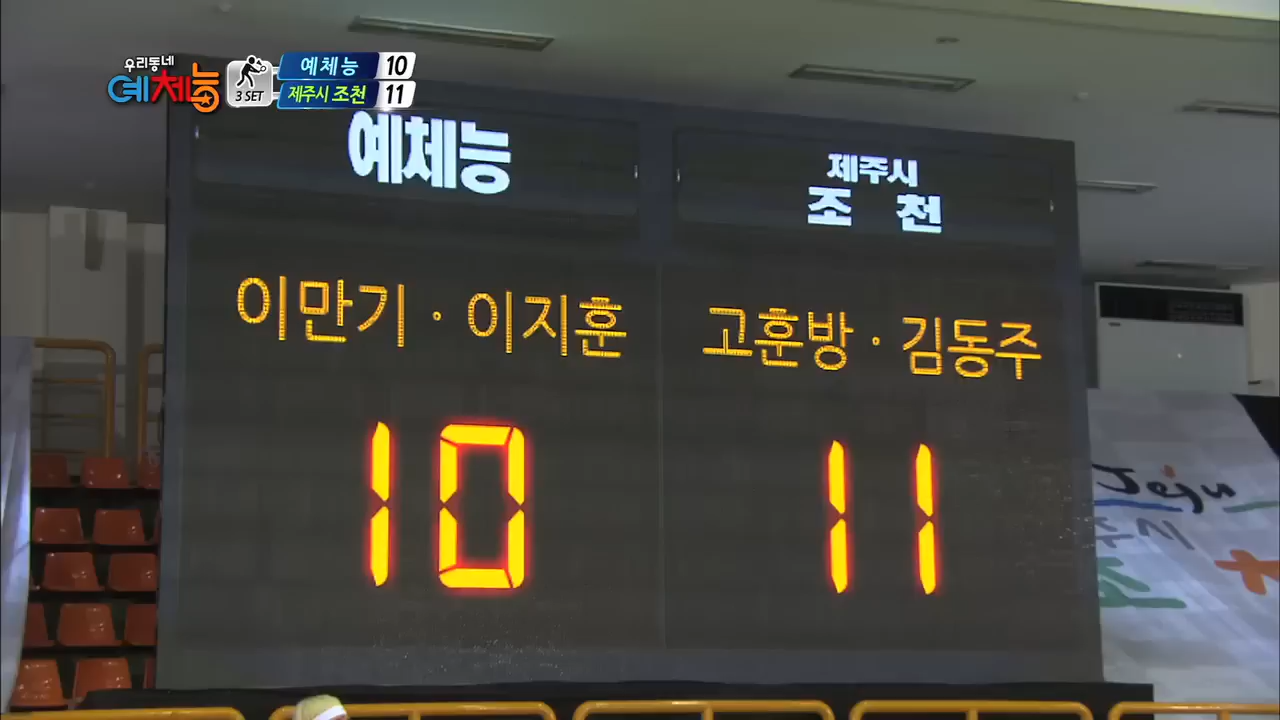 우리동네
예체능
3 SET
예체능 10
제주시 조천 11
예체능
제주시
조 천
이만기 · 이지훈
고훈방 · 김동주
10
11
Jeju